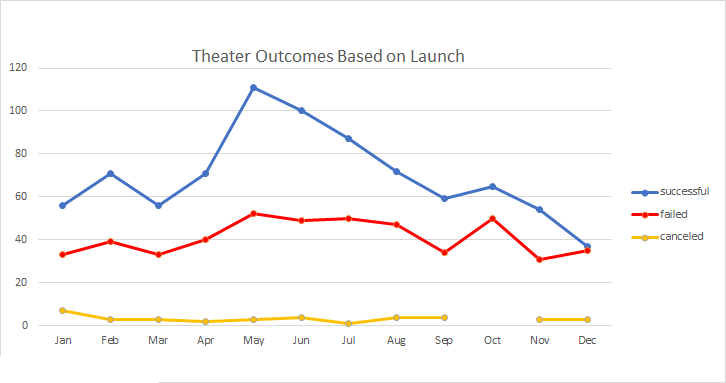 Theater Outcomes Based on Launch
120
100
80
60
40
20
0
Jan Feb Mar Apr May Jun Jul Aug Sep Oct Nov Dec
successful
failed
canceled